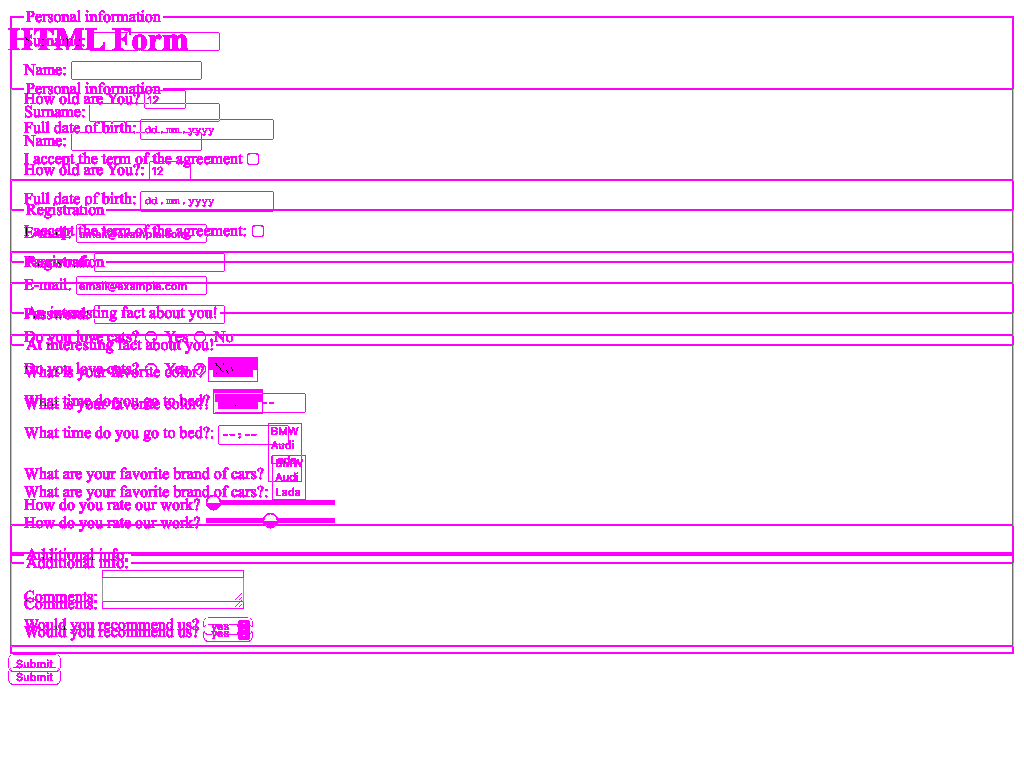 Personal information
HTML Form
Surname:
Name:
Personal information
How old are You? 12
Surname:
Full date of birth: dd.mm.yyyy
Name:
I accept the term of the agreement
How old are You?: 12
Full date of birth: dd.mm.yyyy
Registration
E-mail: email@example.com
I accept the term of the agreement:
Registration
E-mail: email@example.com
An interesting fact about you!
Password:
Do you love cats? Yes No
At interesting fact about you!
Do you love cats? Yes
What is your favorite color?
What time do you go to bed? --
What is your favorite color?
What time do you go to bed?: --:--
BMW
Audi
Lada
What are your favorite brand of cars?
BMW
Audi
What are your favorite brand of cars?: Lada
How do you rate our work?
How do you rate our work?
Additional info:
Additional info:
Comments:
Comments:
Would you recommend us? yes
Would you recommend us? yes
Submit
Submit